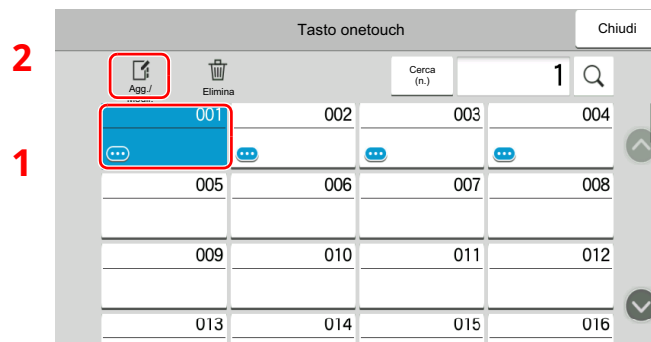 Tasto onetouch
Chiudi
2
Agg./
Modif.
Elimina
Cerca
(n.)
1
1
001
002
003
004
005
006
007
008
009
010
011
012
013
014
015
016